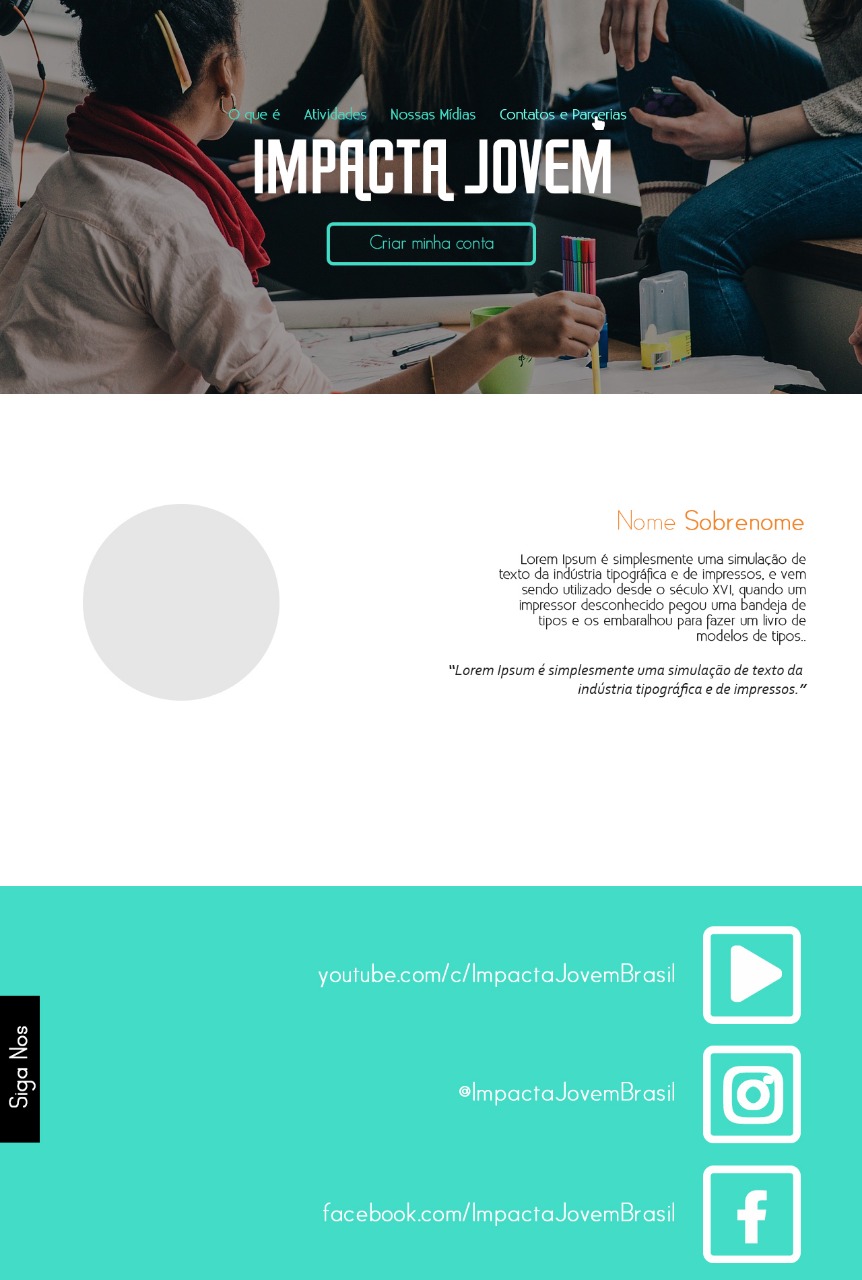 O que é Atividades Nossas Mídias Contatos e Parcerias
IMPACTA JOVEM
Criar minha conta
Nome Sobrenome
Lorem Ipsum é simplesmente uma simulação de
texto da indústria tipográfica e de impressos, e vem
sendo utilizado desde o século XVI, quando um
impressor desconhecido pegou uma bandeja de
tipos e os embaralhou para fazer um livro de
modelos de tipos..
“Lorem Ipsum é simplesmente uma simulação de texto da
indústria tipográfica e de impressos.”
youtube.com/c/ImpactaJovemBrasil
Siga Nos
@ImpactaJovemBrasil
facebook.com/ImpactaJovemBrasil